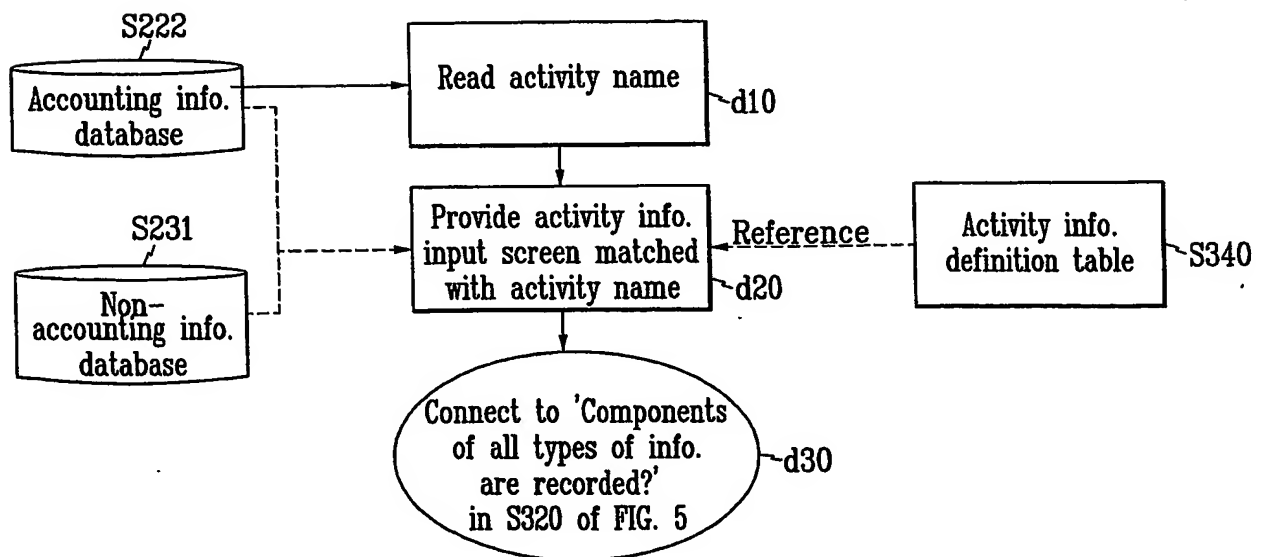 S222
Accounting info.
database
Read activity name
d10
S231
Non-
accounting info.
database
Provide activity info.
input screen matched
with activity name
d20
Reference
Activity info.
definition table
S340
Connect to 'Components
of all types of info.
are recorded?'
in S320 of FIG. 5
d30